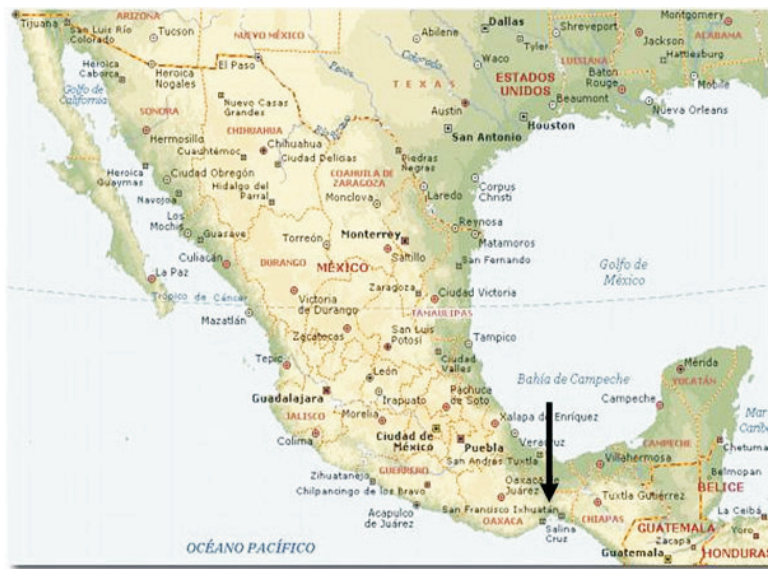 ARIZONA
Tijuana
San Luis Río
Colorado
Tucson
NUEVO MÉXICO
Abilene
Dallas
Tyler
Shreveport
Montgomery
ALABAMA
Jackson
Hattiesburg
Heroica
Caborca
Heroica
Nogales
El Paso
Pecos
Colorado
Waco
LOUISIANA
Golfo de
California
TEXAS
ESTADOS
UNIDOS
Baton
Rouge
Mobile
SONORA
Nuevo Casas
Grandes
Austin
Beaumont
Nueva Orleans
Hermosillo
CHIHUAHUA
Chihuahua
San Antonio
Houston
Cuauhtémoc
Ciudad Delicias
Piedras
Negras
Heroica
Guaymas
Ciudad Obregón
COAHUILA DE
ZARAGOZA
Hidalgo del
Parral
Monclova
Laredo
Corpus
Christi
Navojoa
Los
Mochis
Guasave
Torreón
Monterrey
Reynosa
Matamoros
Culiacán
DURANGO
MÉXICO
Saltillo
San Fernando
Golfo de
México
La Paz
Zaragoza
Ciudad Victoria
Trópico de Cáncer
Victoria
de Durango
TAMAULIPAS
Mazatlán
Zacatecas
San Luis
Potosí
Tampico
Tepic
Ciudad
Valles
Mérida
León
Bahía de Campeche
YUCATÁN
Guadalajara
Irapuato
Pachuca
de Soto
Campeche
JALISCO
Morelia
Xalapa de Enríquez
Mar
Caribe
Colima
Ciudad de
México
Puebla
Veracruz
CAMPECHE
Chetumal
San Andrés Tuxtla
Villahermosa
Zihuatanejo
GUERRERO
Oaxaca de
Juárez
Belmopan
Chilpancingo de los Bravo
BELICE
Tuxtla Gutiérrez
Acapulco
de Juárez
San Francisco Ixhuatán
La Ceiba
OAXACA
Salina
Cruz
CHIAPAS
GUATEMALA
Yoro
OCÉANO PACÍFICO
Zacapa
Guatemala
HONDURAS